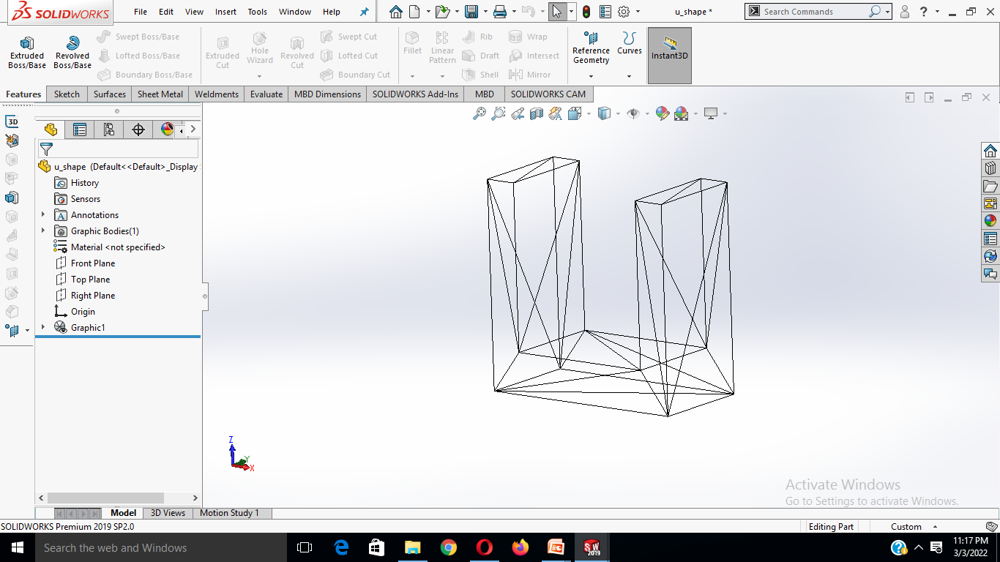 SOLIDWORKS File Edit View Insert Tools Window Help u_shape * Search Commands ?
Extruded Boss/Base
Revolved Boss/Base
Swept Boss/Base
Lofted Boss/Base
Boundary Boss/Base
Extruded Cut
Hole Wizard
Revolved Cut
Swept Cut
Lofted Cut
Boundary Cut
Fillet
Linear Pattern
Rib
Draft
Shell
Wrap
Intersect
Mirror
Reference Geometry
Curves
Instant3D
Features Sketch Surfaces Sheet Metal Weldments Evaluate MBD Dimensions SOLIDWORKS Add-Ins MBD SOLIDWORKS CAM
3D
u_shape (Default<<Default>_Display
History
Sensors
A Annotations
Graphic Bodies(1)
Material <not specified>
Front Plane
Top Plane
Right Plane
Origin
Graphic1
Z
Y
X
Activate Windows
Go to Settings to activate Windows.
Model 3D Views Motion Study 1
SOLIDWORKS Premium 2019 SP2.0 Editing Part Custom
Search the web and Windows
SW
2019
11:17 PM
3/3/2022